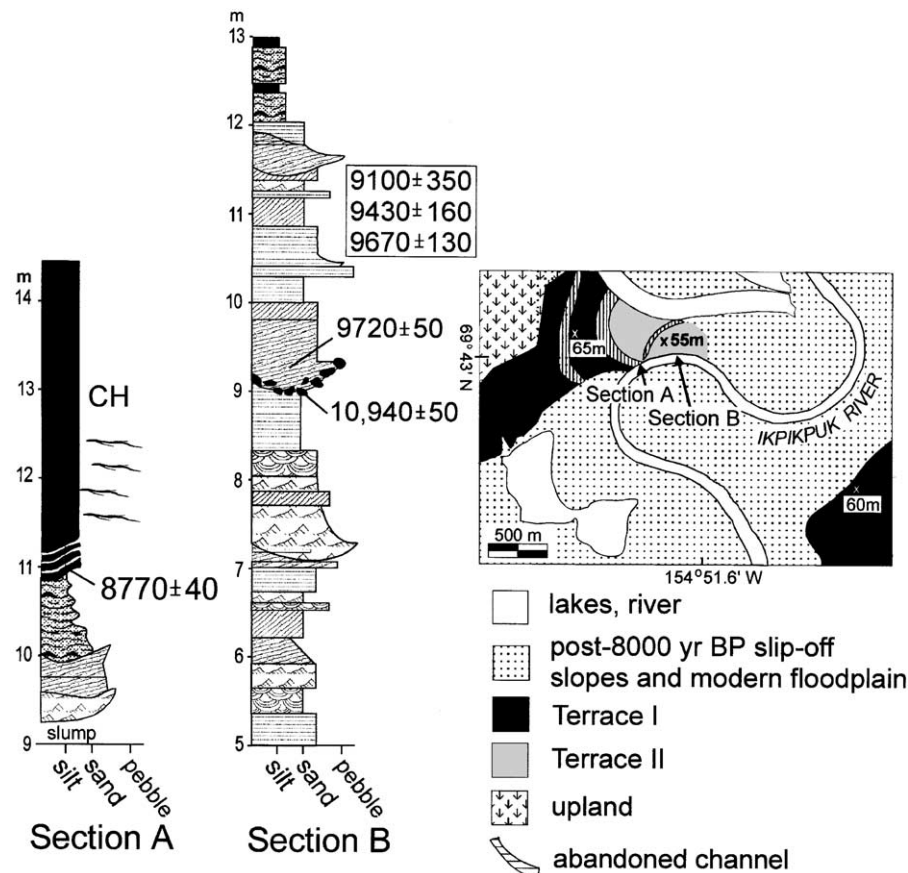 m
14
13
12
11
10
9
CH
8770±40
slump
silt
sand
pebble
Section A
m
13
12
11
10
9
8
7
6
5
9100±350
9430±160
9670±130
9720±50
10,940±50
silt
sand
pebble
Section B
69°43' N
65m
x55m
Section A
Section B
IKPIKPUK RIVER
x
60m
500 m
154°51.6' W
lakes, river
post-8000 yr BP slip-off
slopes and modern floodplain
Terrace I
Terrace II
upland
abandoned channel